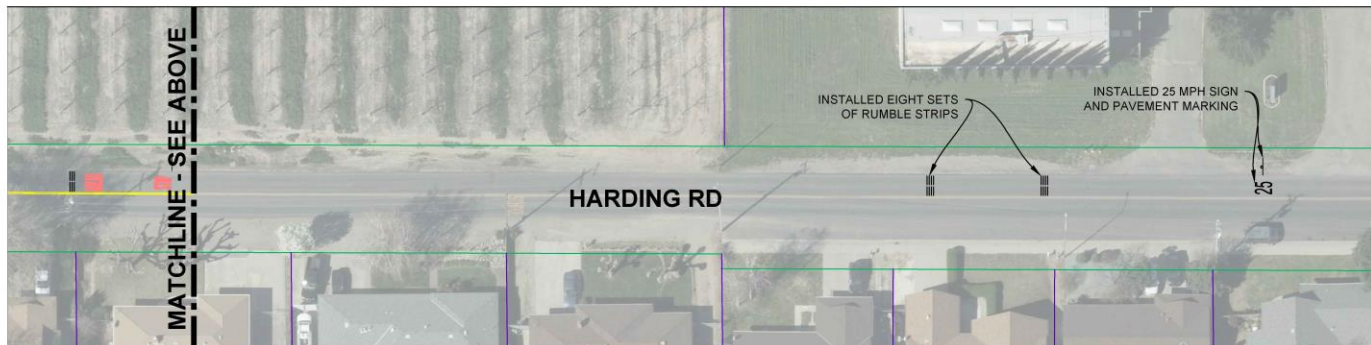 MATCHLINE - SEE ABOVE
HARDING RD
INSTALLED EIGHT SETS
OF RUMBLE STRIPS
INSTALLED 25 MPH SIGN
AND PAVEMENT MARKING
25